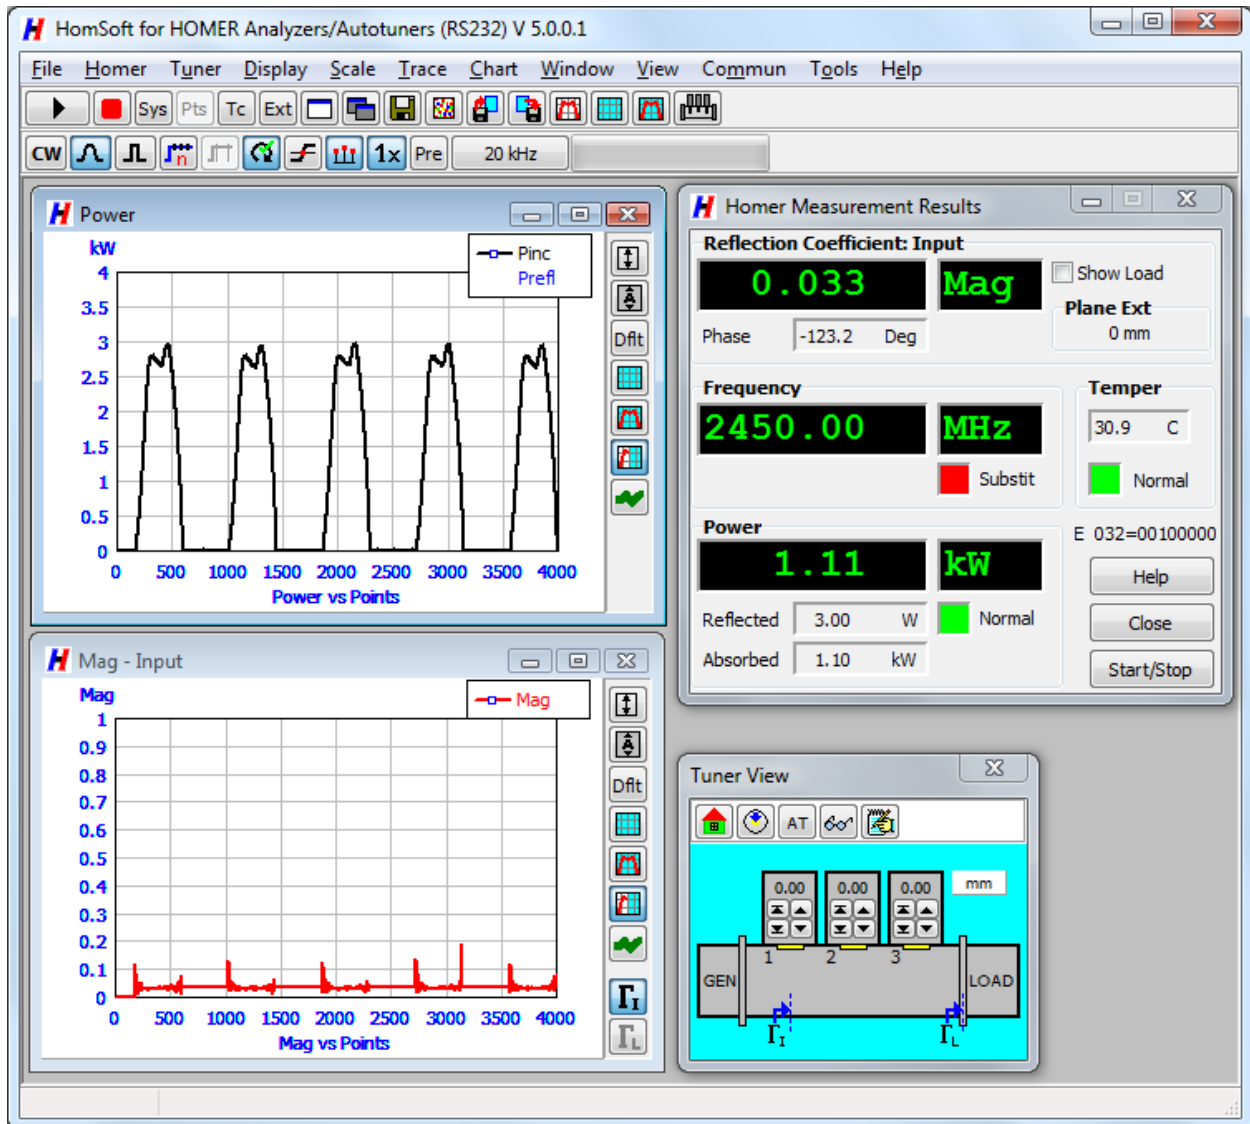 HomSoft for HOMER Analyzers/Autotuners (RS232) V 5.0.0.1
File Homer Tuner Display Scale Trace Chart Window View Commun Tools Help
Sys Pts Tc Ext
CW n 1x Pre 20 kHz
Power
kW
Pinc
Prefl
4
3.5
3
2.5
2
1.5
1
0.5
0
0 500 1000 1500 2000 2500 3000 3500 4000
Power vs Points
A
Dflt
Mag - Input
Mag
Mag
1
0.9
0.8
0.7
0.6
0.5
0.4
0.3
0.2
0.1
0
0 500 1000 1500 2000 2500 3000 3500 4000
Mag vs Points
A
Dflt
ΓI
ΓL
Homer Measurement Results
Reflection Coefficient: Input
0.033 Mag
Show Load
Phase -123.2 Deg
Plane Ext
0 mm
Frequency
2450.00 MHz
Substit
Temper
30.9 C
Normal
Power
1.11 kW
Reflected 3.00 W
Normal
Absorbed 1.10 kW
E 032=00100000
Help
Close
Start/Stop
Tuner View
AT
0.00 0.00 0.00 mm
1 2 3
GEN LOAD
ΓI ΓL